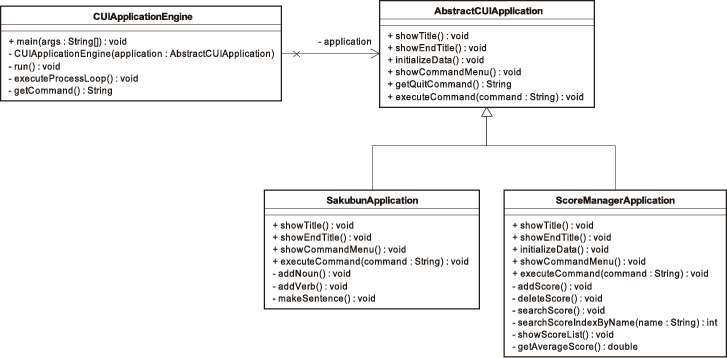 CUIApplicationEngine
+ main(args : String[]) : void
- CUIApplicationEngine(application : AbstractCUIApplication)
- run() : void
- executeProcessLoop() : void
- getCommand() : String
- application
AbstractCUIApplication
+ showTitle() : void
+ showEndTitle() : void
+ initializeData() : void
+ showCommandMenu() : void
+ getQuitCommand() : String
+ executeCommand(command : String) : void
SakubunApplication
+ showTitle() : void
+ showEndTitle() : void
+ showCommandMenu() : void
+ executeCommand(command : String) : void
- addNoun() : void
- addVerb() : void
- makeSentence() : void
ScoreManagerApplication
+ showTitle() : void
+ showEndTitle() : void
+ initializeData() : void
+ showCommandMenu() : void
+ executeCommand(command : String) : void
- addScore() : void
- deleteScore() : void
- searchScore() : void
- searchScoreIndexByName(name : String) : int
- showScoreList() : void
- getAverageScore() : double